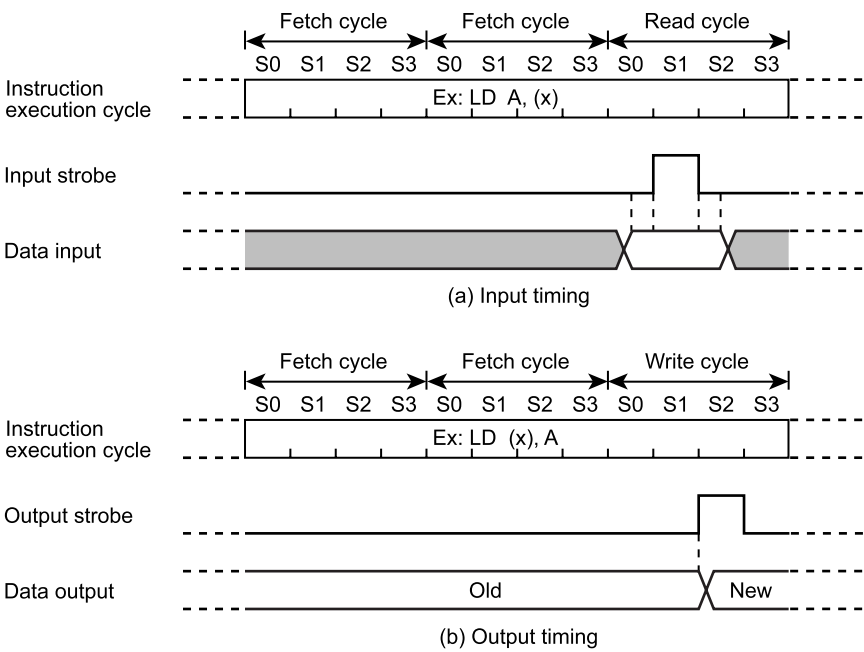 Fetch cycle Fetch cycle Read cycle
S0 S1 S2 S3 S0 S1 S2 S3 S0 S1 S2 S3
Instruction
execution cycle
Ex: LD A, (x)
Input strobe
Data input
(a) Input timing
Fetch cycle Fetch cycle Write cycle
S0 S1 S2 S3 S0 S1 S2 S3 S0 S1 S2 S3
Instruction
execution cycle
Ex: LD (x), A
Output strobe
Data output Old New
(b) Output timing